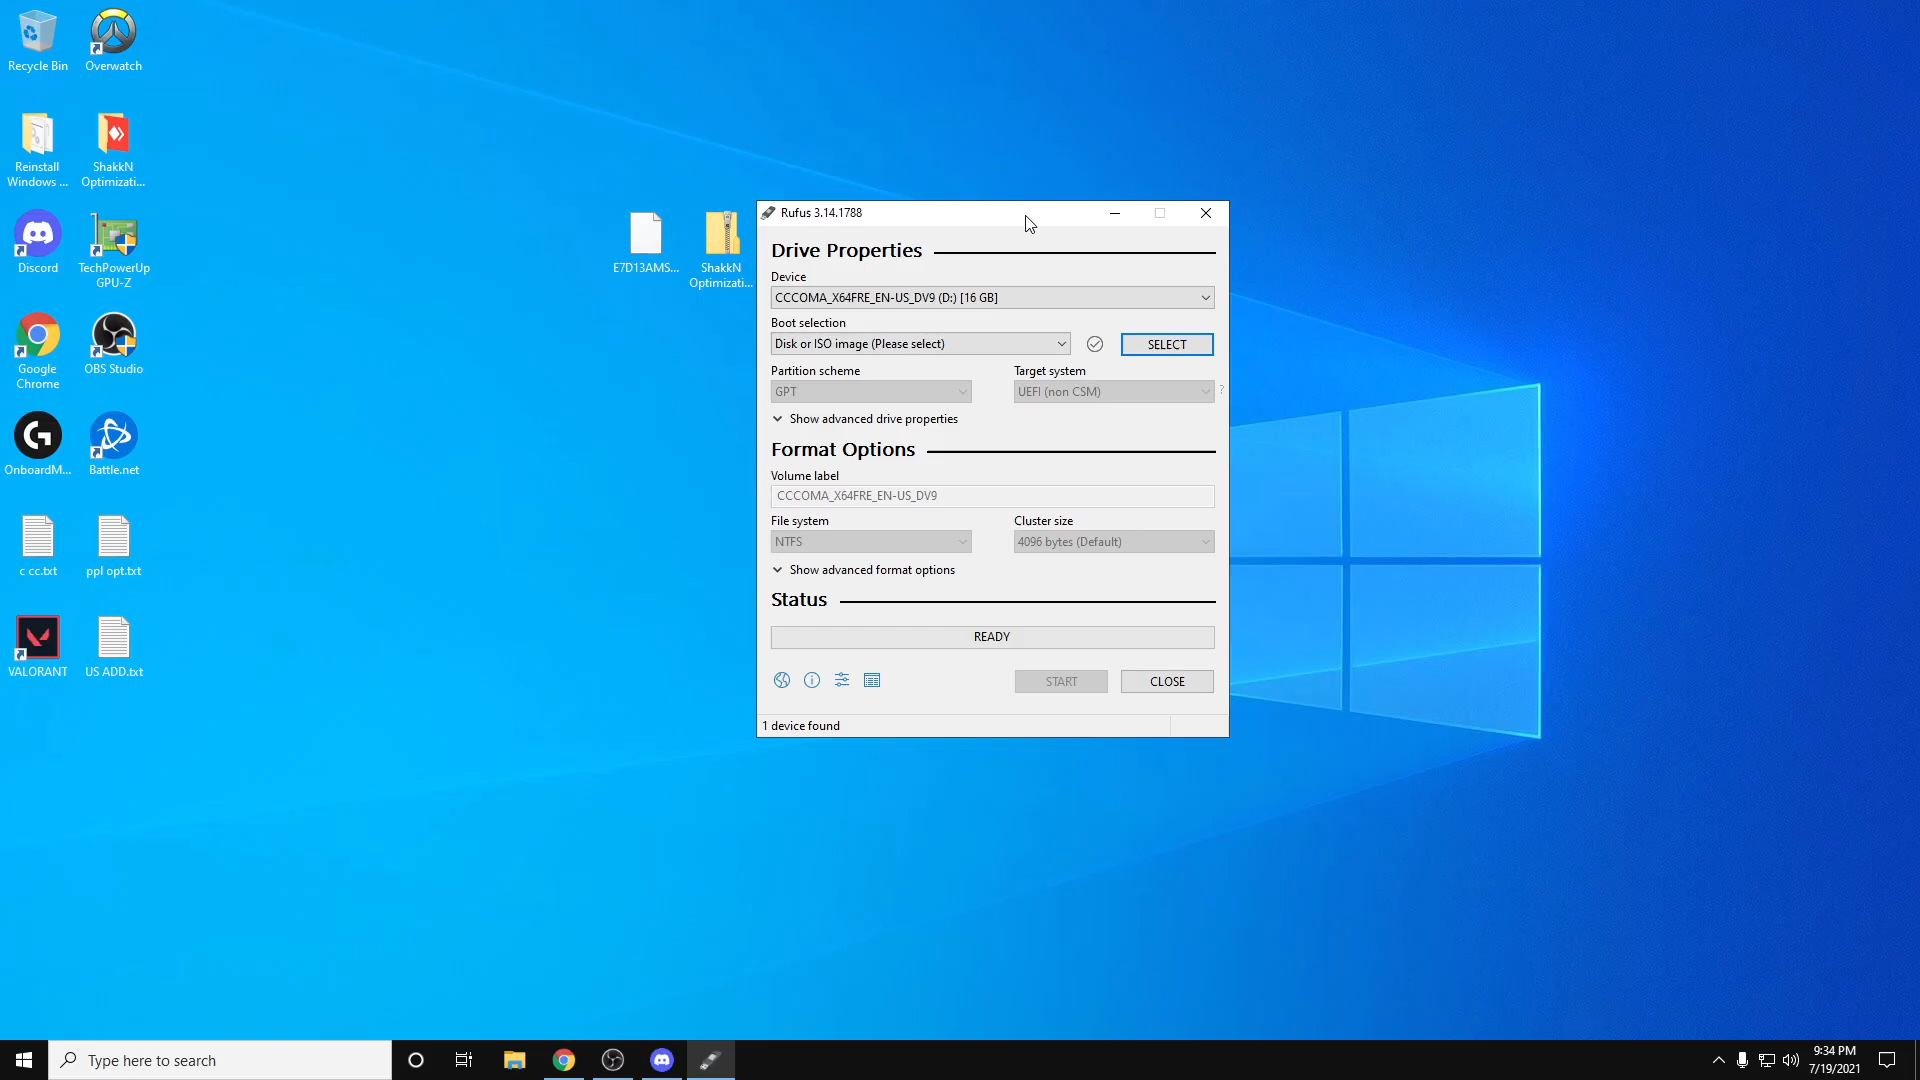 Recycle Bin
Overwatch
Reinstall
Windows ...
ShakkN
Optimizati...
Discord
TechPowerUp
GPU-Z
Google
Chrome
OBS Studio
OnboardM...
Battle.net
c cc.txt
ppl opt.txt
VALORANT
US ADD.txt
E7D13AMS...
ShakkN
Optimizati...
Rufus 3.14.1788
Drive Properties
Device
CCCOMA_X64FRE_EN-US_DV9 (D:) [16 GB]
Boot selection
Disk or ISO image (Please select)
SELECT
Partition scheme
Target system
GPT
UEFI (non CSM)
?
Show advanced drive properties
Format Options
Volume label
CCCOMA_X64FRE_EN-US_DV9
File system
Cluster size
NTFS
4096 bytes (Default)
Show advanced format options
Status
READY
START
CLOSE
1 device found
Type here to search
9:34 PM
7/19/2021